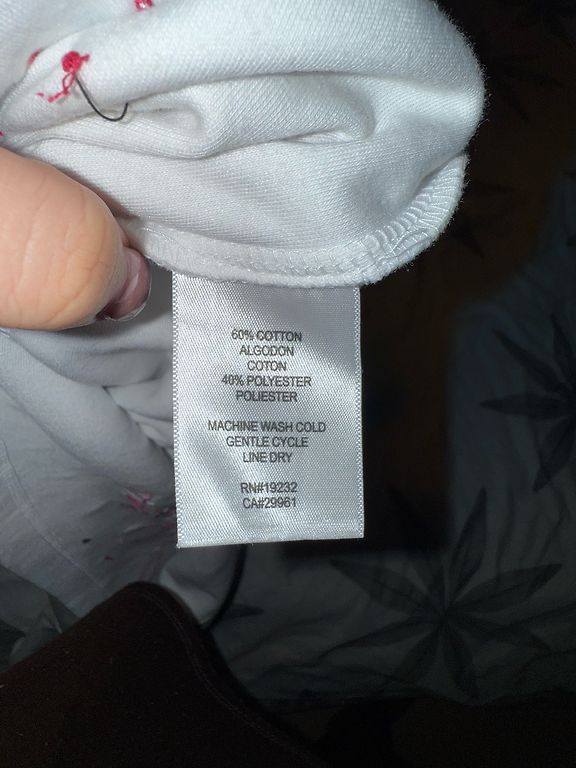 60% COTTON
ALGODON
COTON
40% POLYESTER
POLIESTER
MACHINE WASH COLD
GENTLE CYCLE
LINE DRY
RN#19232
CA#29961